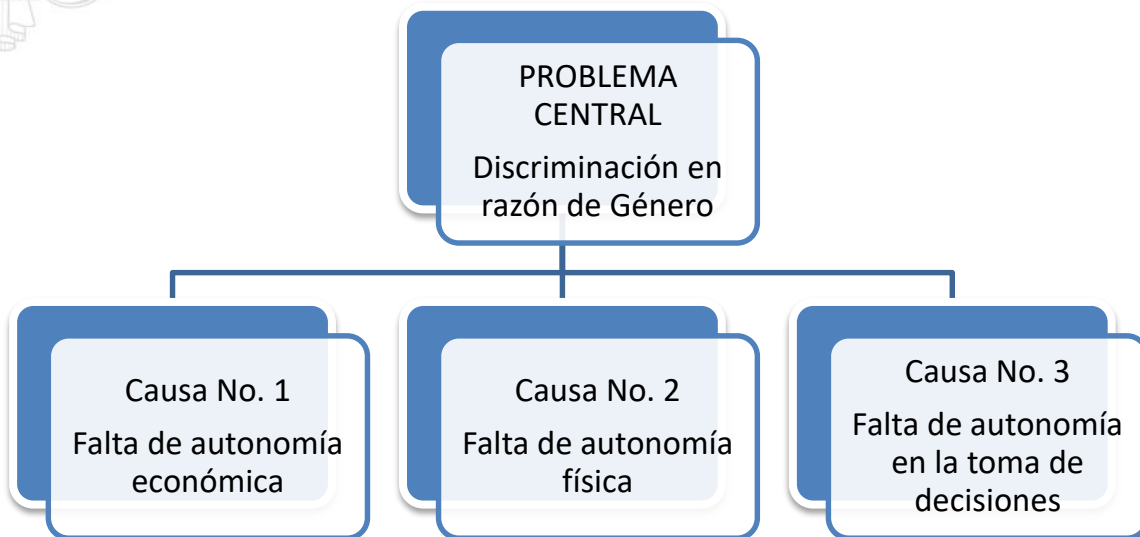 PROBLEMA
CENTRAL
Discriminación en
razón de Género
Causa No. 1
Falta de autonomía
económica
Causa No. 2
Falta de autonomía
física
Causa No. 3
Falta de autonomía
en la toma de
decisiones